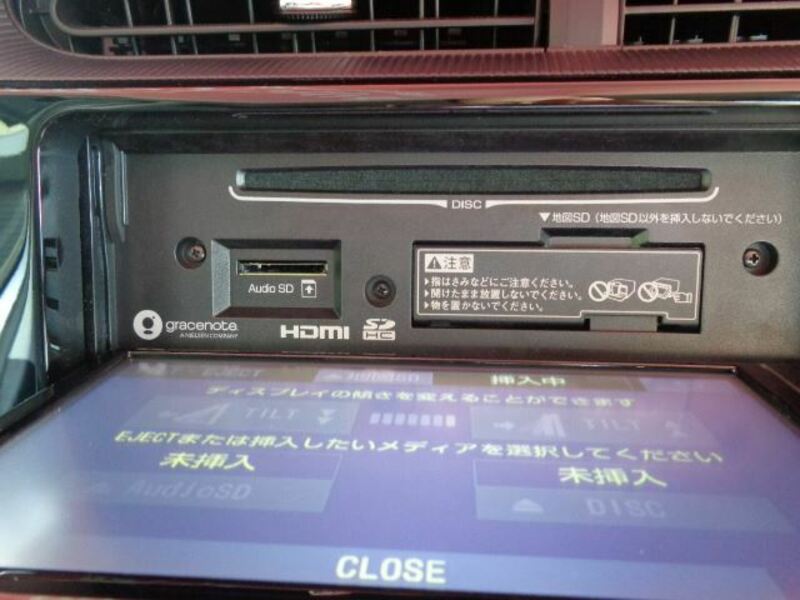 DISC
▼地図SD（地図SD以外を挿入しないでください）
注意
▶指はさみなどにご注意ください。
▶開けたまま放置しないでください。
▶物を置かないでください。
Audio SD
gracenote.
A NIELSEN COMPANY
HDMI
SD HC
EJECT
挿入中
ディスプレイの傾きを変えることができます
TILT
TILT
EJECTまたは挿入したいメディアを選択してください
未挿入
未挿入
AudioSD
DISC
CLOSE